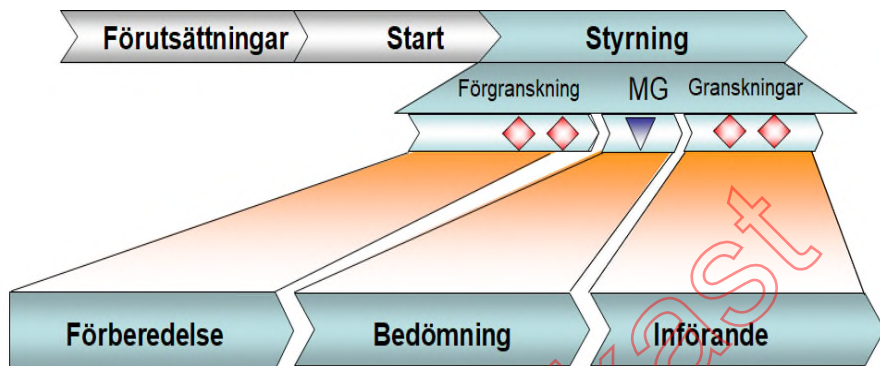 Förutsättningar Start Styrning
Förgranskning MG Granskningar
Förberedelse Bedömning Införande